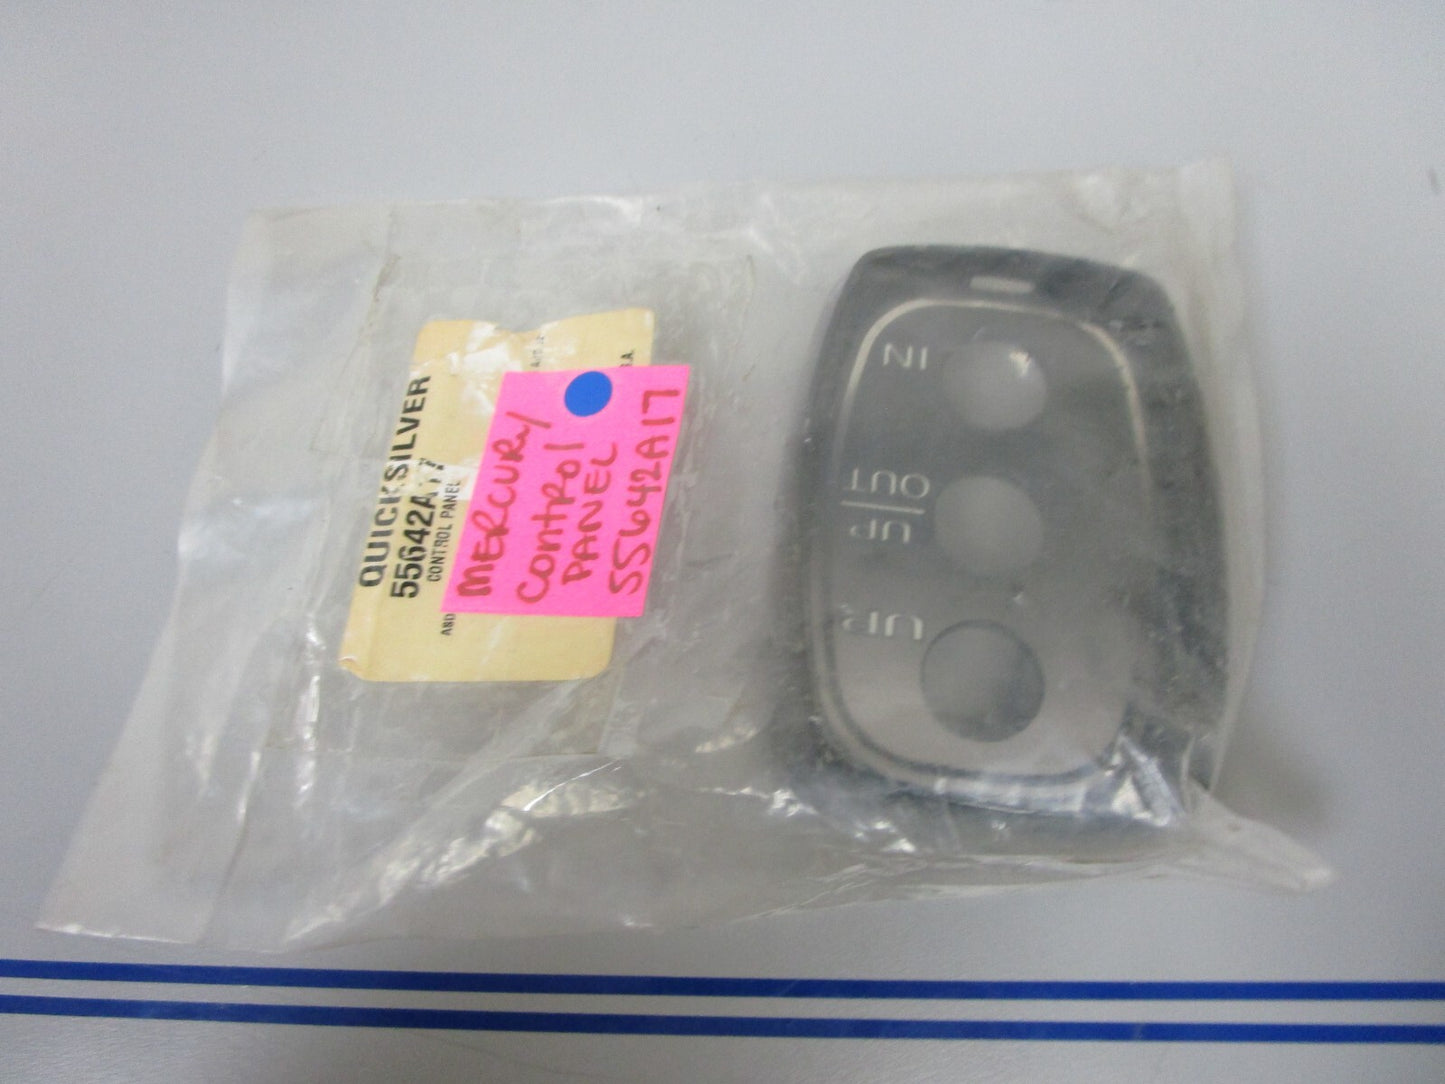 QUICKSILVER
55642A17
CONTROL PANEL
MERCURY
CONTROL
PANEL
55642A17
IN
OUT
UP
UP